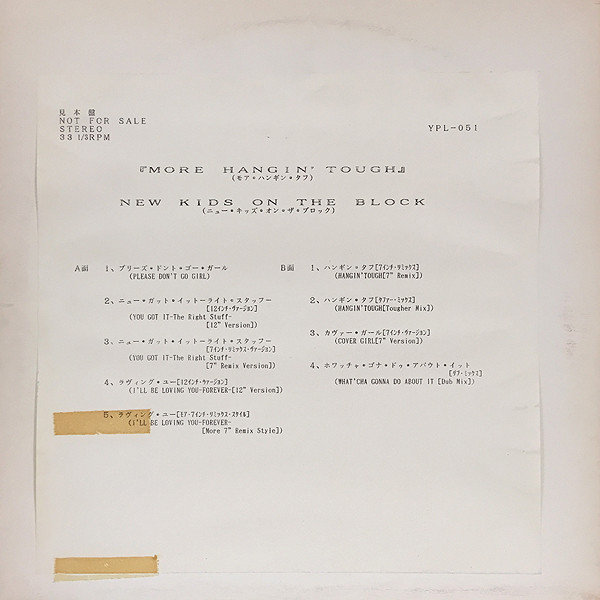 見本盤
NOT FOR SALE
STEREO
33 1/3RPM
YPL-051
『MORE HANGIN' TOUGH』
(モア・ハンギン・タフ)
NEW KIDS ON THE BLOCK
(ニュー・キッズ・オン・ザ・ブロック)
A面
1、プリーズ・ドント・ゴー・ガール
(PLEASE DON'T GO GIRL)
2、ニュー・ガット・イットーライト・スタッフー
[12インチ・ヴァージョン]
(YOU GOT IT-The Right Stuff-
[12” Version])
3、ニュー・ガット・イットーライト・スタッフー
[7インチ・リミックス・ヴァージョン]
(YOU GOT IT-The Right Stuff-
[7” Remix Version])
4、ラヴィング・ユー[12インチ・ヴァージョン]
(I'LL BE LOVING YOU-FOREVER-[12” Version])
5、ラヴィング・ユー[モア・7インチ・リミックス・スタイル]
(I'LL BE LOVING YOU-FOREVER-
[More 7” Remix Style])
B面
1、ハンギン・タフ[7インチ・リミックス]
(HANGIN'TOUGH[7” Remix])
2、ハンギン・タフ[タファー・ミックス]
(HANGIN'TOUGH[Tougher Mix])
3、カヴァー・ガール[7インチ・ヴァージョン]
(COVER GIRL[7” Version])
4、ホワッチャ・ゴナ・ドゥ・アバウト・イット
[ダブ・ミックス]
(WHAT'CHA GONNA DO ABOUT IT [Dub Mix])